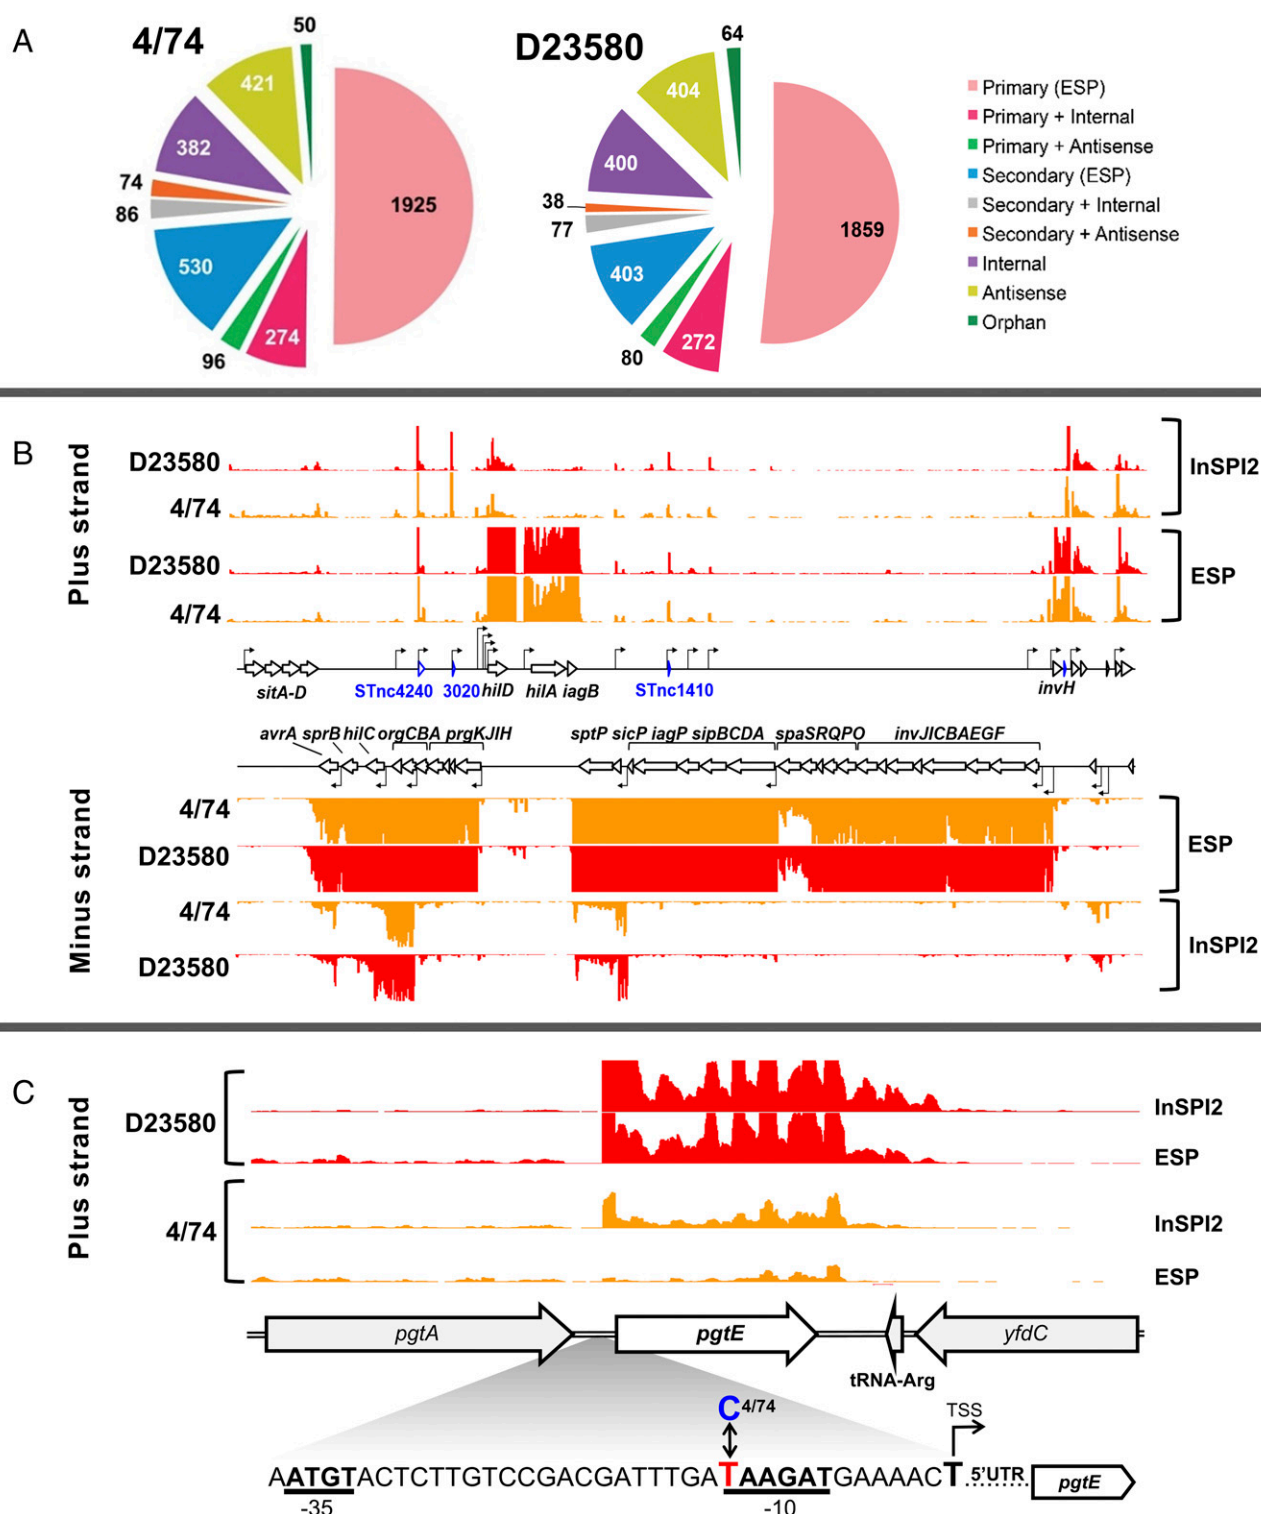 A
4/74
D23580
50
421
382
74
86
530
96
274
1925
64
404
400
38
77
403
80
272
1859
Primary (ESP)
Primary + Internal
Primary + Antisense
Secondary (ESP)
Secondary + Internal
Secondary + Antisense
Internal
Antisense
Orphan
B
Plus strand
D23580
4/74
InSPI2
D23580
4/74
ESP
sitA-D STnc4240 3020 hilD hilA iagB STnc1410 invH
avrA sprB hilC orgCBA prgKJIH sptP sicP iagP sipBCDA spaSRQPO invJICBAEGF
Minus strand
4/74
D23580
ESP
4/74
D23580
InSPI2
C
Plus strand
D23580
InSPI2
ESP
4/74
InSPI2
ESP
pgtA pgtE yfdC
tRNA-Arg
C 4/74
TSS
AATGTACTCTTGTCCGACGATTTGATAAGATGAAAACT 5'UTR pgtE
-35 -10